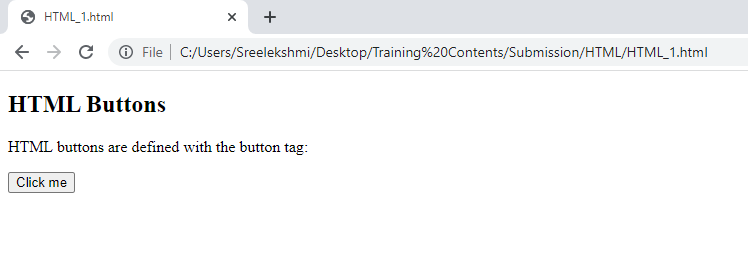 HTML_1.html
File C:/Users/Sreelekshmi/Desktop/Training%20Contents/Submission/HTML/HTML_1.html
HTML Buttons
HTML buttons are defined with the button tag:
Click me